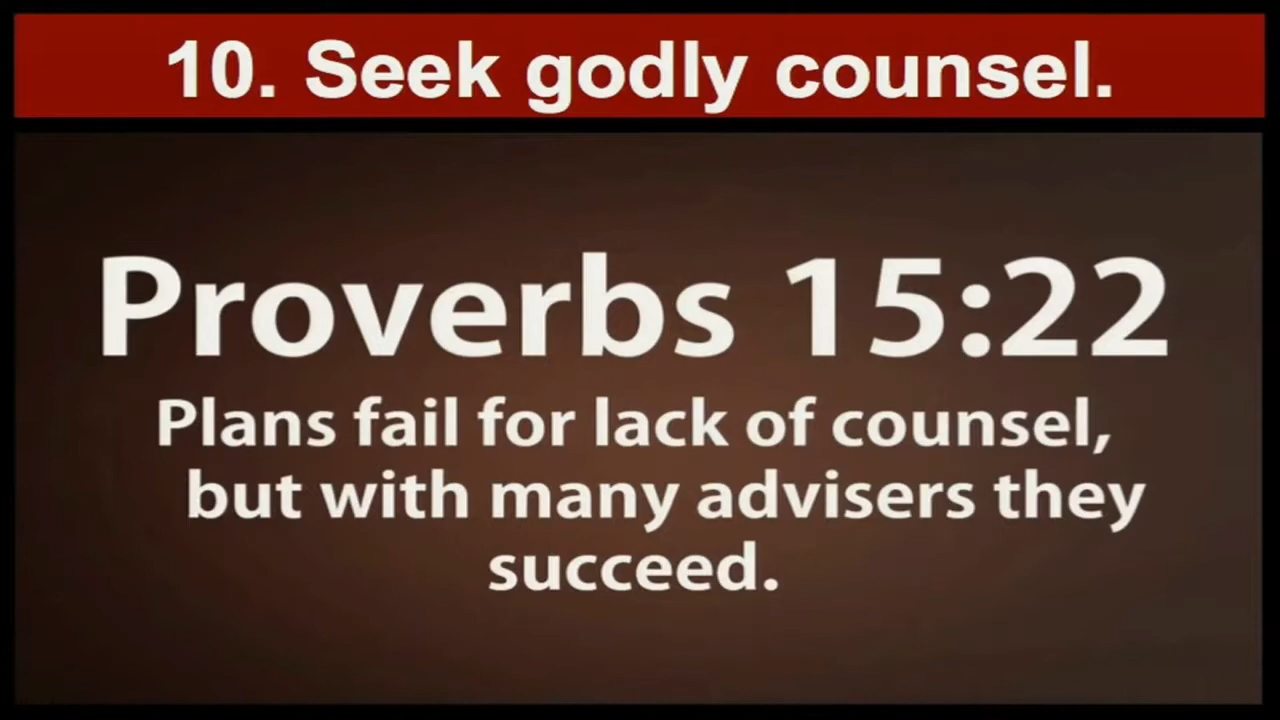 10. Seek godly counsel.
Proverbs 15:22
Plans fail for lack of counsel,
but with many advisers they
succeed.